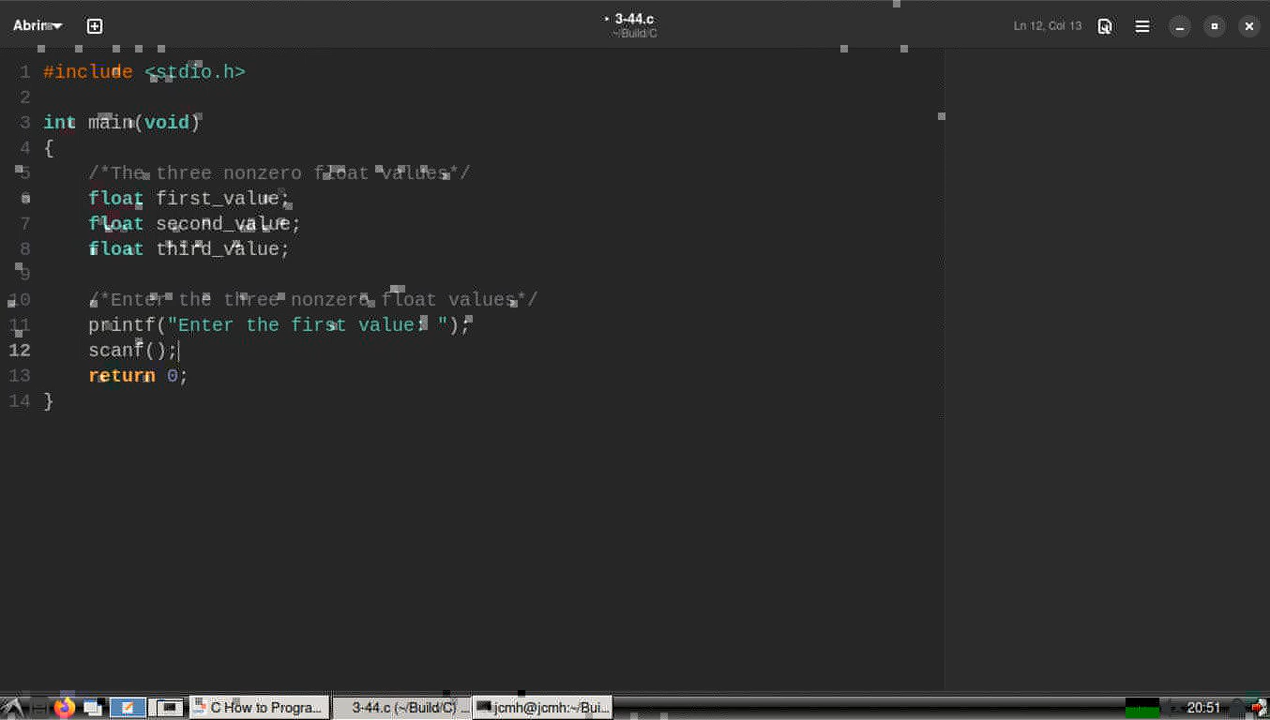 Abrir
3-44.c
~/Build/C
Ln 12, Col 13
1 #include <stdio.h>
2
3 int main(void)
4 {
5 /*The three nonzero float values*/
6 float first_value;
7 float second_value;
8 float third_value;
9
10 /*Enter the three nonzero float values*/
11 printf("Enter the first value: ");
12 scanf();
13 return 0;
14 }
C How to Progra...
3-44.c (~/Build/C) ...
jcmh@jcmh:~/Bui...
20:51